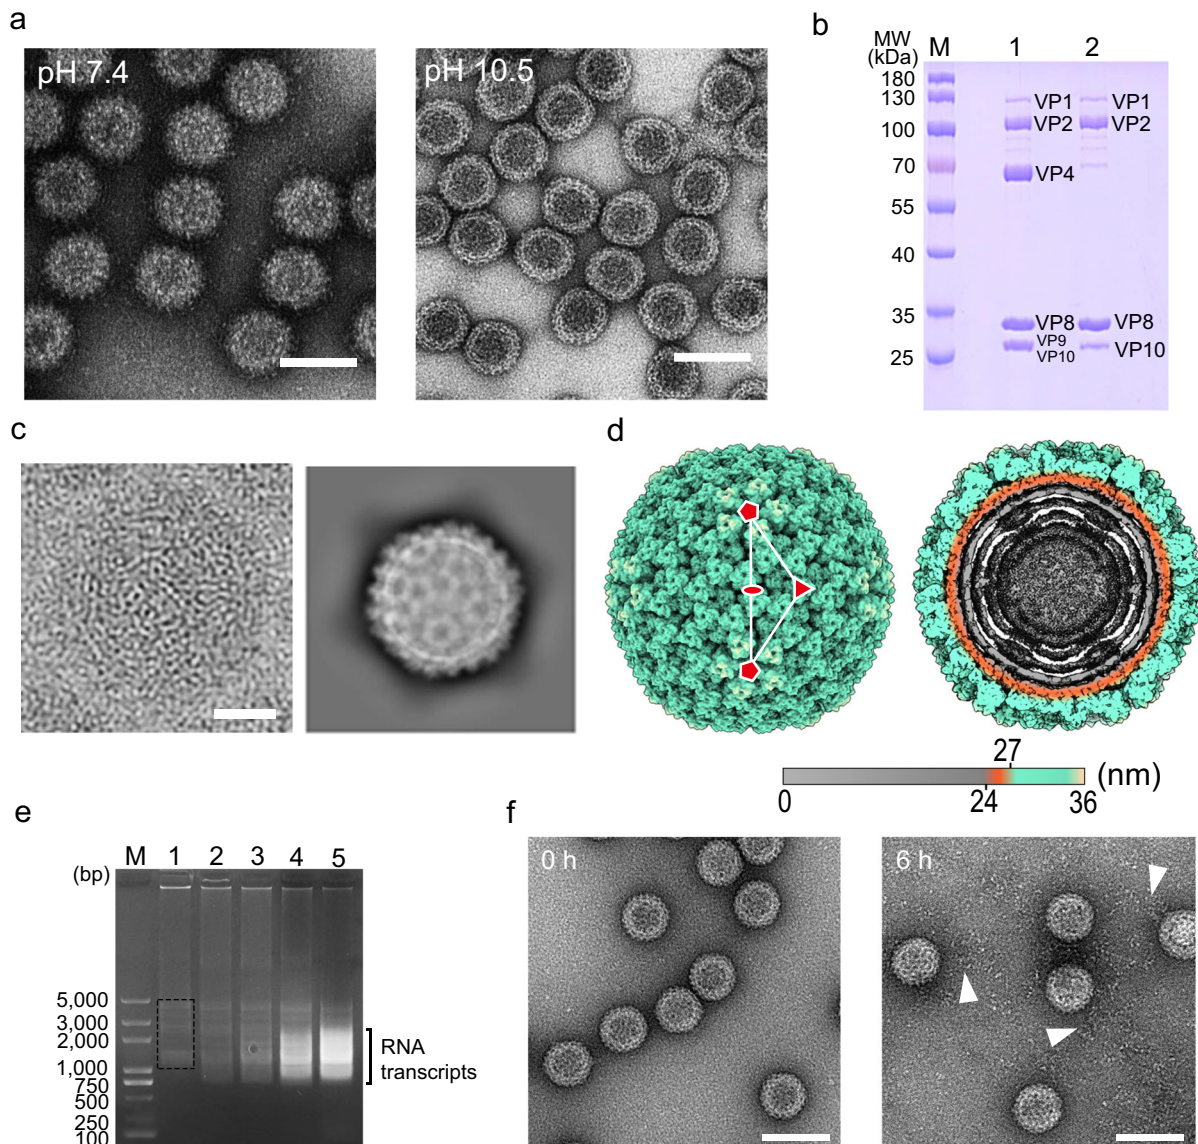 a
pH 7.4
pH 10.5
b
MW
(kDa)
M 1 2
180
130
100
70
55
40
35
25
VP1
VP2
VP4
VP8
VP9
VP10
VP1
VP2
VP8
VP10
c
d
27
0 24 36 (nm)
e
M 1 2 3 4 5
(bp)
5,000
3,000
2,000
1,000
750
500
250
100
RNA
transcripts
f
0 h
6 h